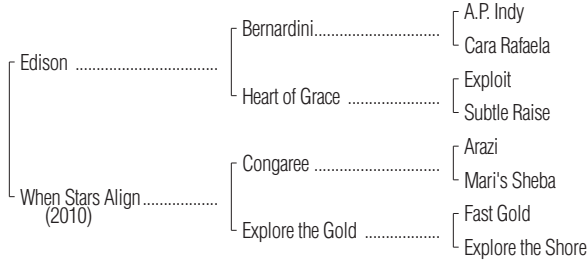 A.P. Indy
Bernardini
Cara Rafaela
Edison
Exploit
Heart of Grace
Subtle Raise
Arazi
Congaree
Mari's Sheba
When Stars Align
(2010)
Fast Gold
Explore the Gold
Explore the Shore